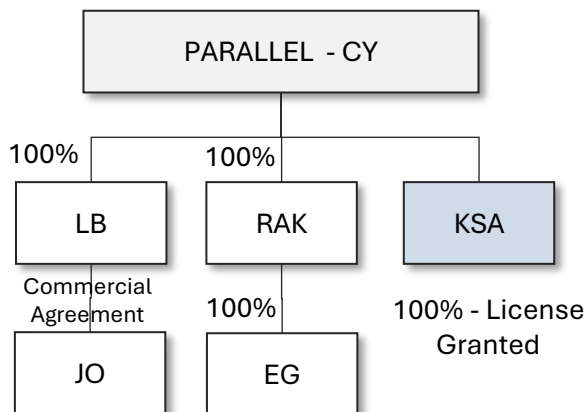 PARALLEL - CY
100%
100%
LB
RAK
KSA
Commercial
Agreement
100%
100% - License
Granted
JO
EG